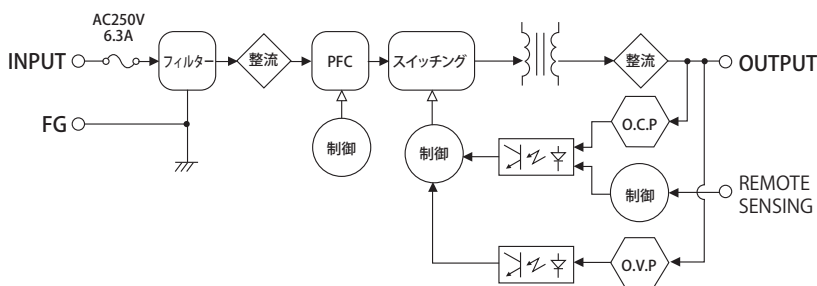 AC250V
6.3A
INPUT
フィルター
整流
PFC
スイッチング
整流
OUTPUT
FG
制御
制御
O.C.P
制御
REMOTE
SENSING
O.V.P